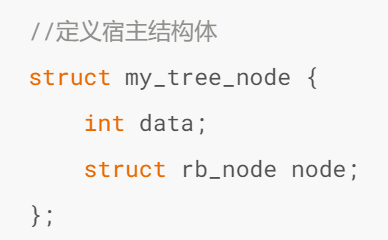 //定义宿主结构体
struct my_tree_node {
    int data;
    struct rb_node node;
};